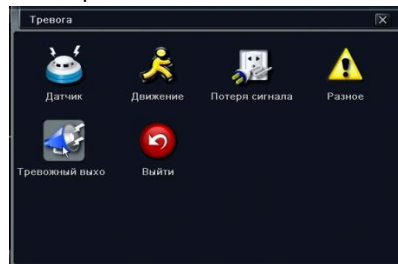 Тревога
Датчик Движение Потеря сигнала Разное
Тревожный выхо Выйти